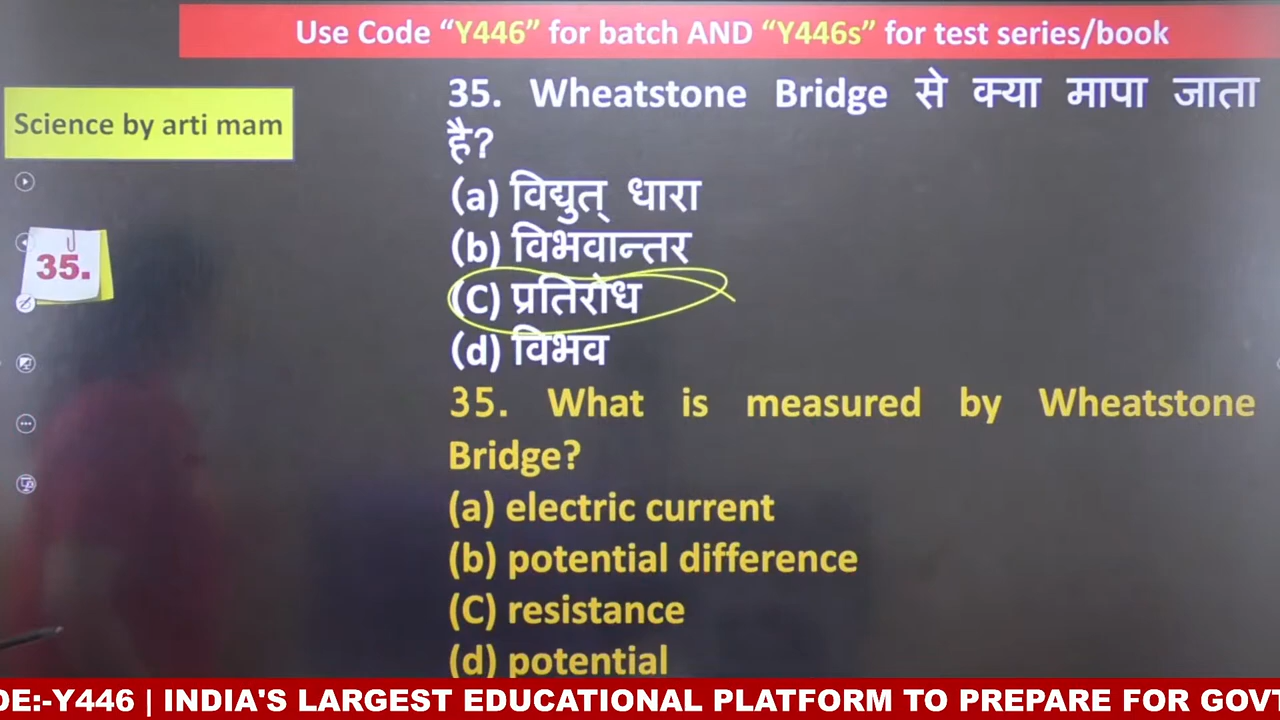 Use Code “Y446” for batch AND “Y446s” for test series/book
Science by arti mam
35.
35. Wheatstone Bridge से क्या मापा जाता
है?
(a) विद्युत् धारा
(b) विभवान्तर
(C) प्रतिरोध
(d) विभव
35. What is measured by Wheatstone
Bridge?
(a) electric current
(b) potential difference
(C) resistance
(d) potential
DE:-Y446 | INDIA'S LARGEST EDUCATIONAL PLATFORM TO PREPARE FOR GOVT